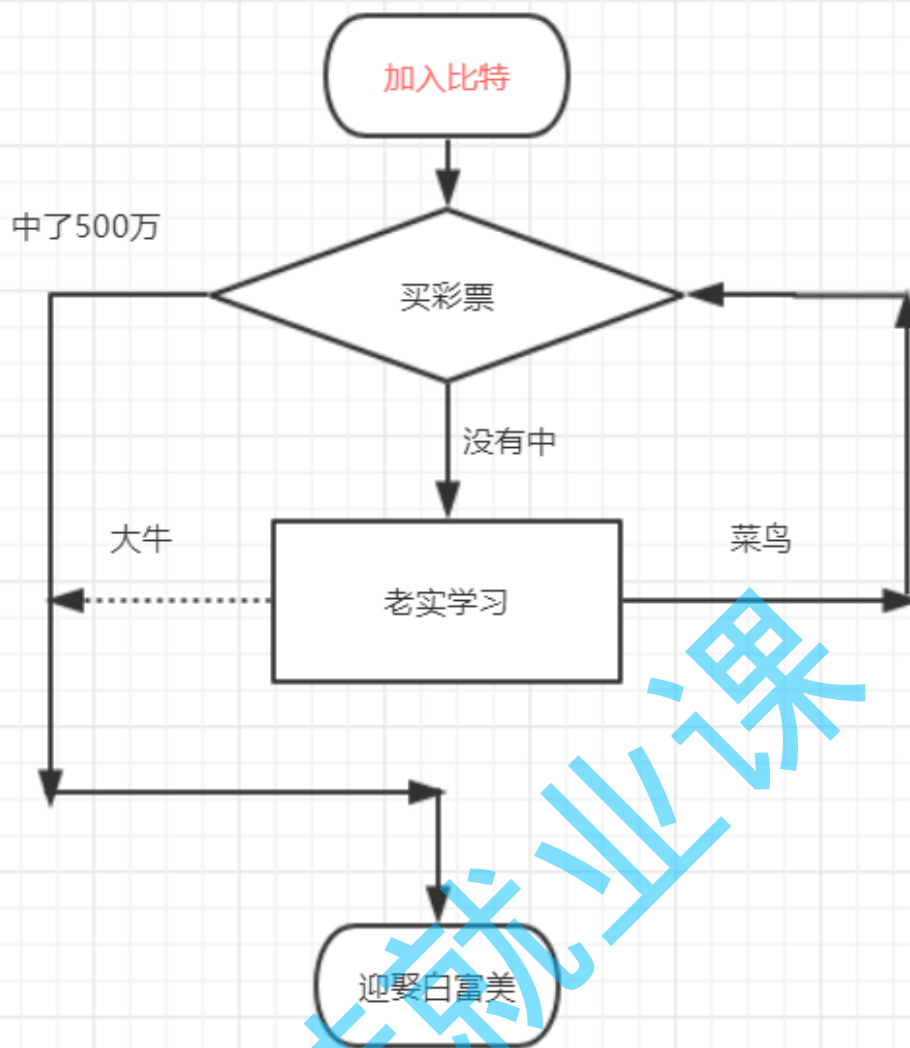 加入比特
中了500万
买彩票
没有中
大牛
菜鸟
老实学习
迎娶白富美
就业课